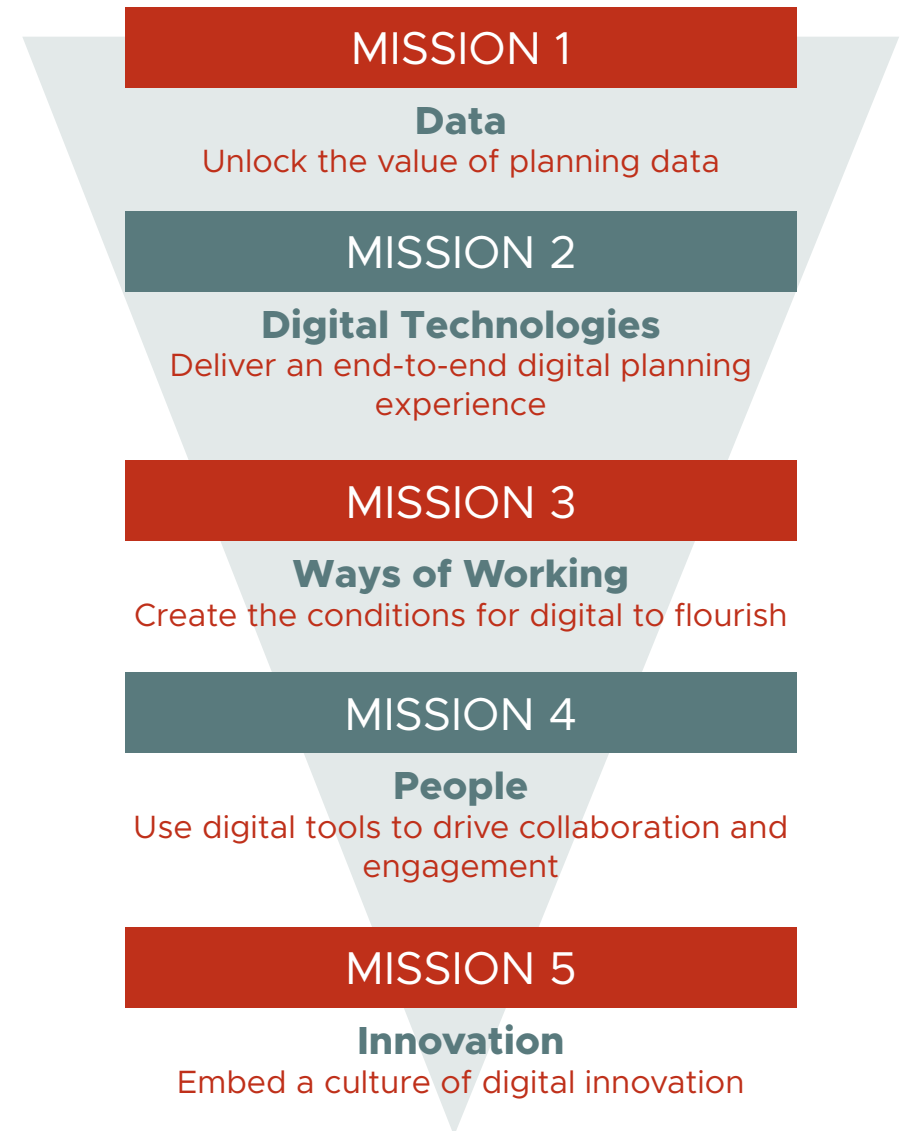 MISSION 1
Data
Unlock the value of planning data
MISSION 2
Digital Technologies
Deliver an end-to-end digital planning
experience
MISSION 3
Ways of Working
Create the conditions for digital to flourish
MISSION 4
People
Use digital tools to drive collaboration and
engagement
MISSION 5
Innovation
Embed a culture of digital innovation